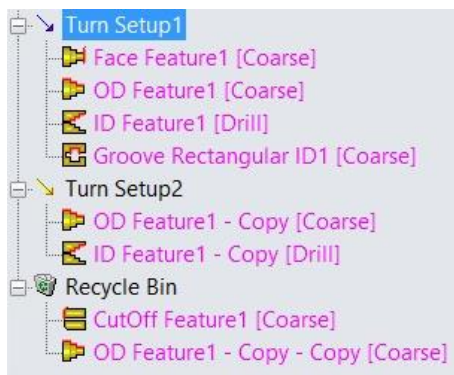 Turn Setup1
Face Feature1 [Coarse]
OD Feature1 [Coarse]
ID Feature1 [Drill]
Groove Rectangular ID1 [Coarse]
Turn Setup2
OD Feature1 - Copy [Coarse]
ID Feature1 - Copy [Drill]
Recycle Bin
CutOff Feature1 [Coarse]
OD Feature1 - Copy - Copy [Coarse]